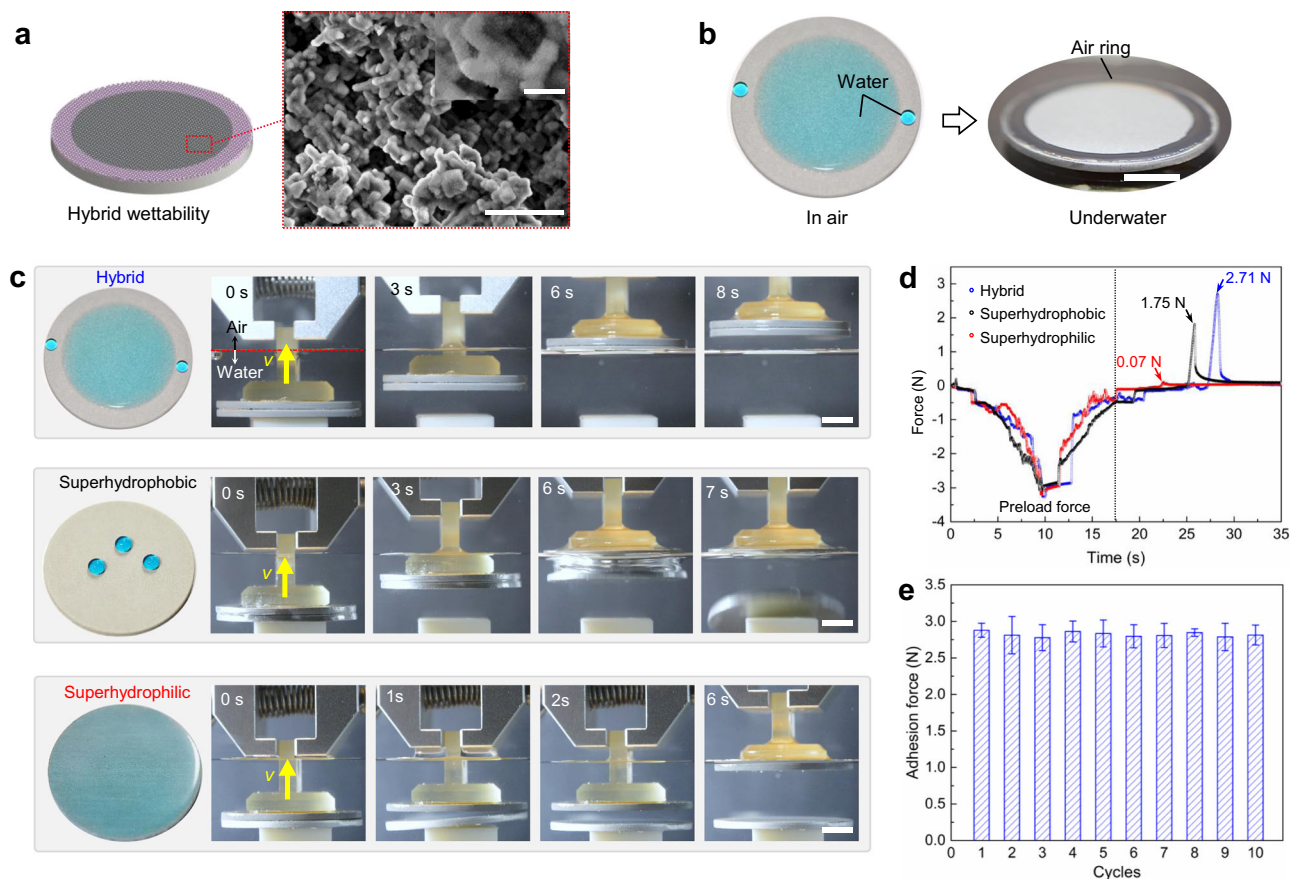 a
Hybrid wettability
b
Air ring
Water
In air
Underwater
c
Hybrid
0 s
3 s
6 s
8 s
Air
Water
v
Superhydrophobic
0 s
3 s
6 s
7 s
v
Superhydrophilic
0 s
1s
2s
6 s
v
d
3
2
1
0
-1
-2
-3
-4
Force (N)
Hybrid
Superhydrophobic
Superhydrophilic
2.71 N
1.75 N
0.07 N
Preload force
0 5 10 15 20 25 30 35
Time (s)
e
3.5
3.0
2.5
2.0
1.5
1.0
0.5
0.0
Adhesion force (N)
0 1 2 3 4 5 6 7 8 9 10
Cycles